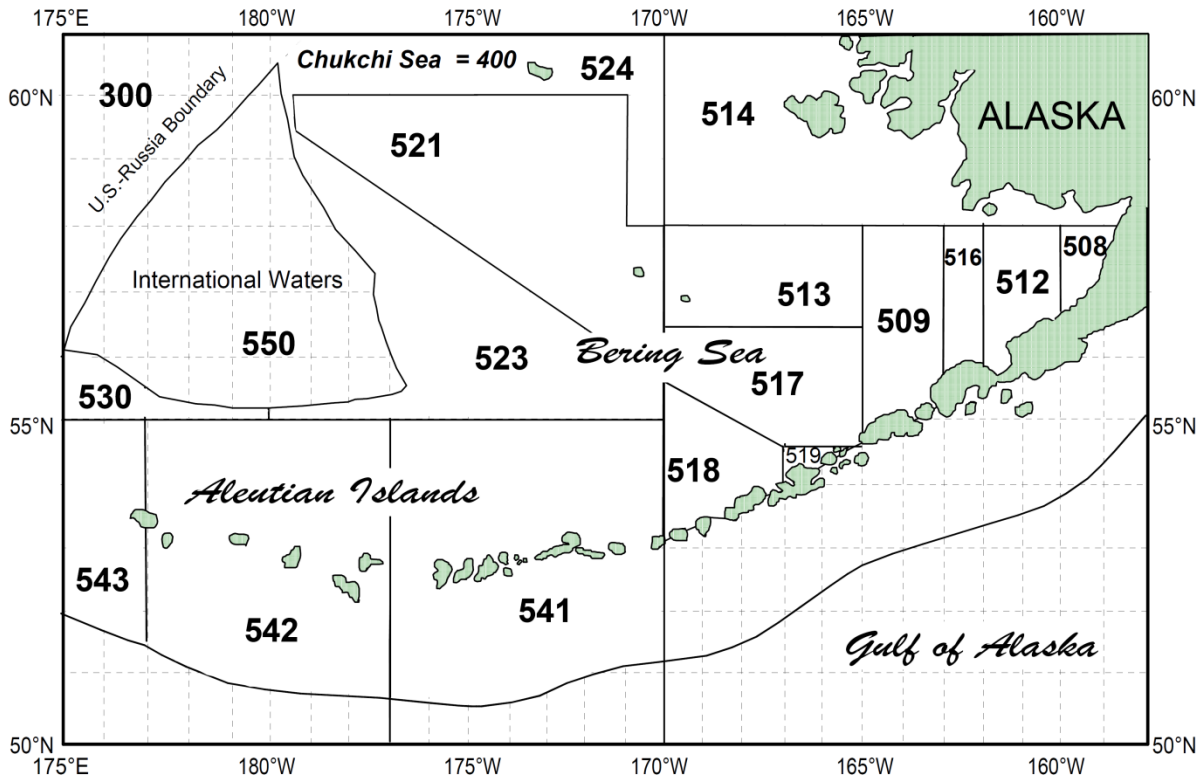 175°E 180°W 175°W 170°W 165°W 160°W
Chukchi Sea = 400
524
300
60°N
60°N
514
ALASKA
521
U.S.-Russia Boundary
508
516
International Waters
512
513
509
550
523
Bering Sea
517
530
55°N
55°N
519
518
Aleutian Islands
543
541
542
Gulf of Alaska
50°N
50°N
175°E 180°W 175°W 170°W 165°W 160°W